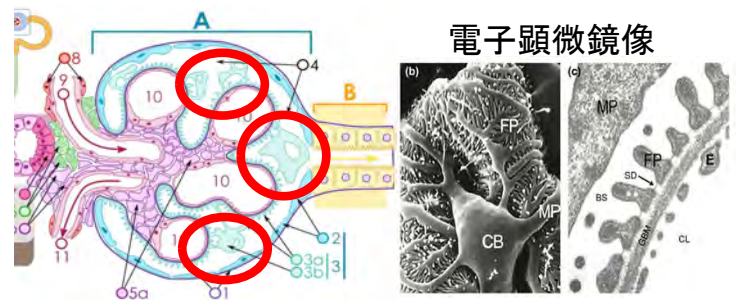 電子顕微鏡像
A
B
8
9
10
10
10
10
4
2
3a
3b
3
1
5a
11
(b)
FP
MP
CB
(c)
MP
FP
SD
E
BS
GBM
CL